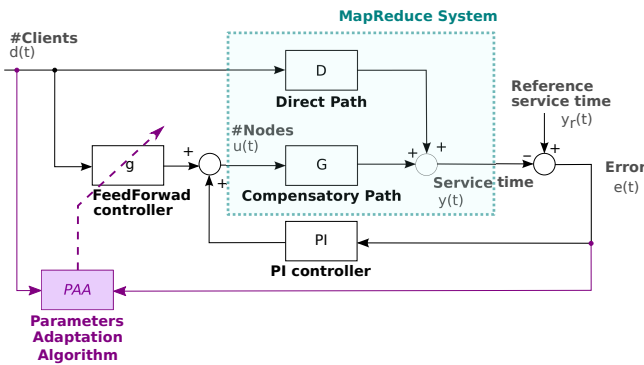 MapReduce System
#Clients
d(t)
D
Direct Path
Reference
service time
yr(t)
#Nodes
u(t)
+
+
+
+
−
+
g
FeedForwad
controller
G
Compensatory Path
Service time
y(t)
Error
e(t)
PI
PI controller
PAA
Parameters
Adaptation
Algorithm